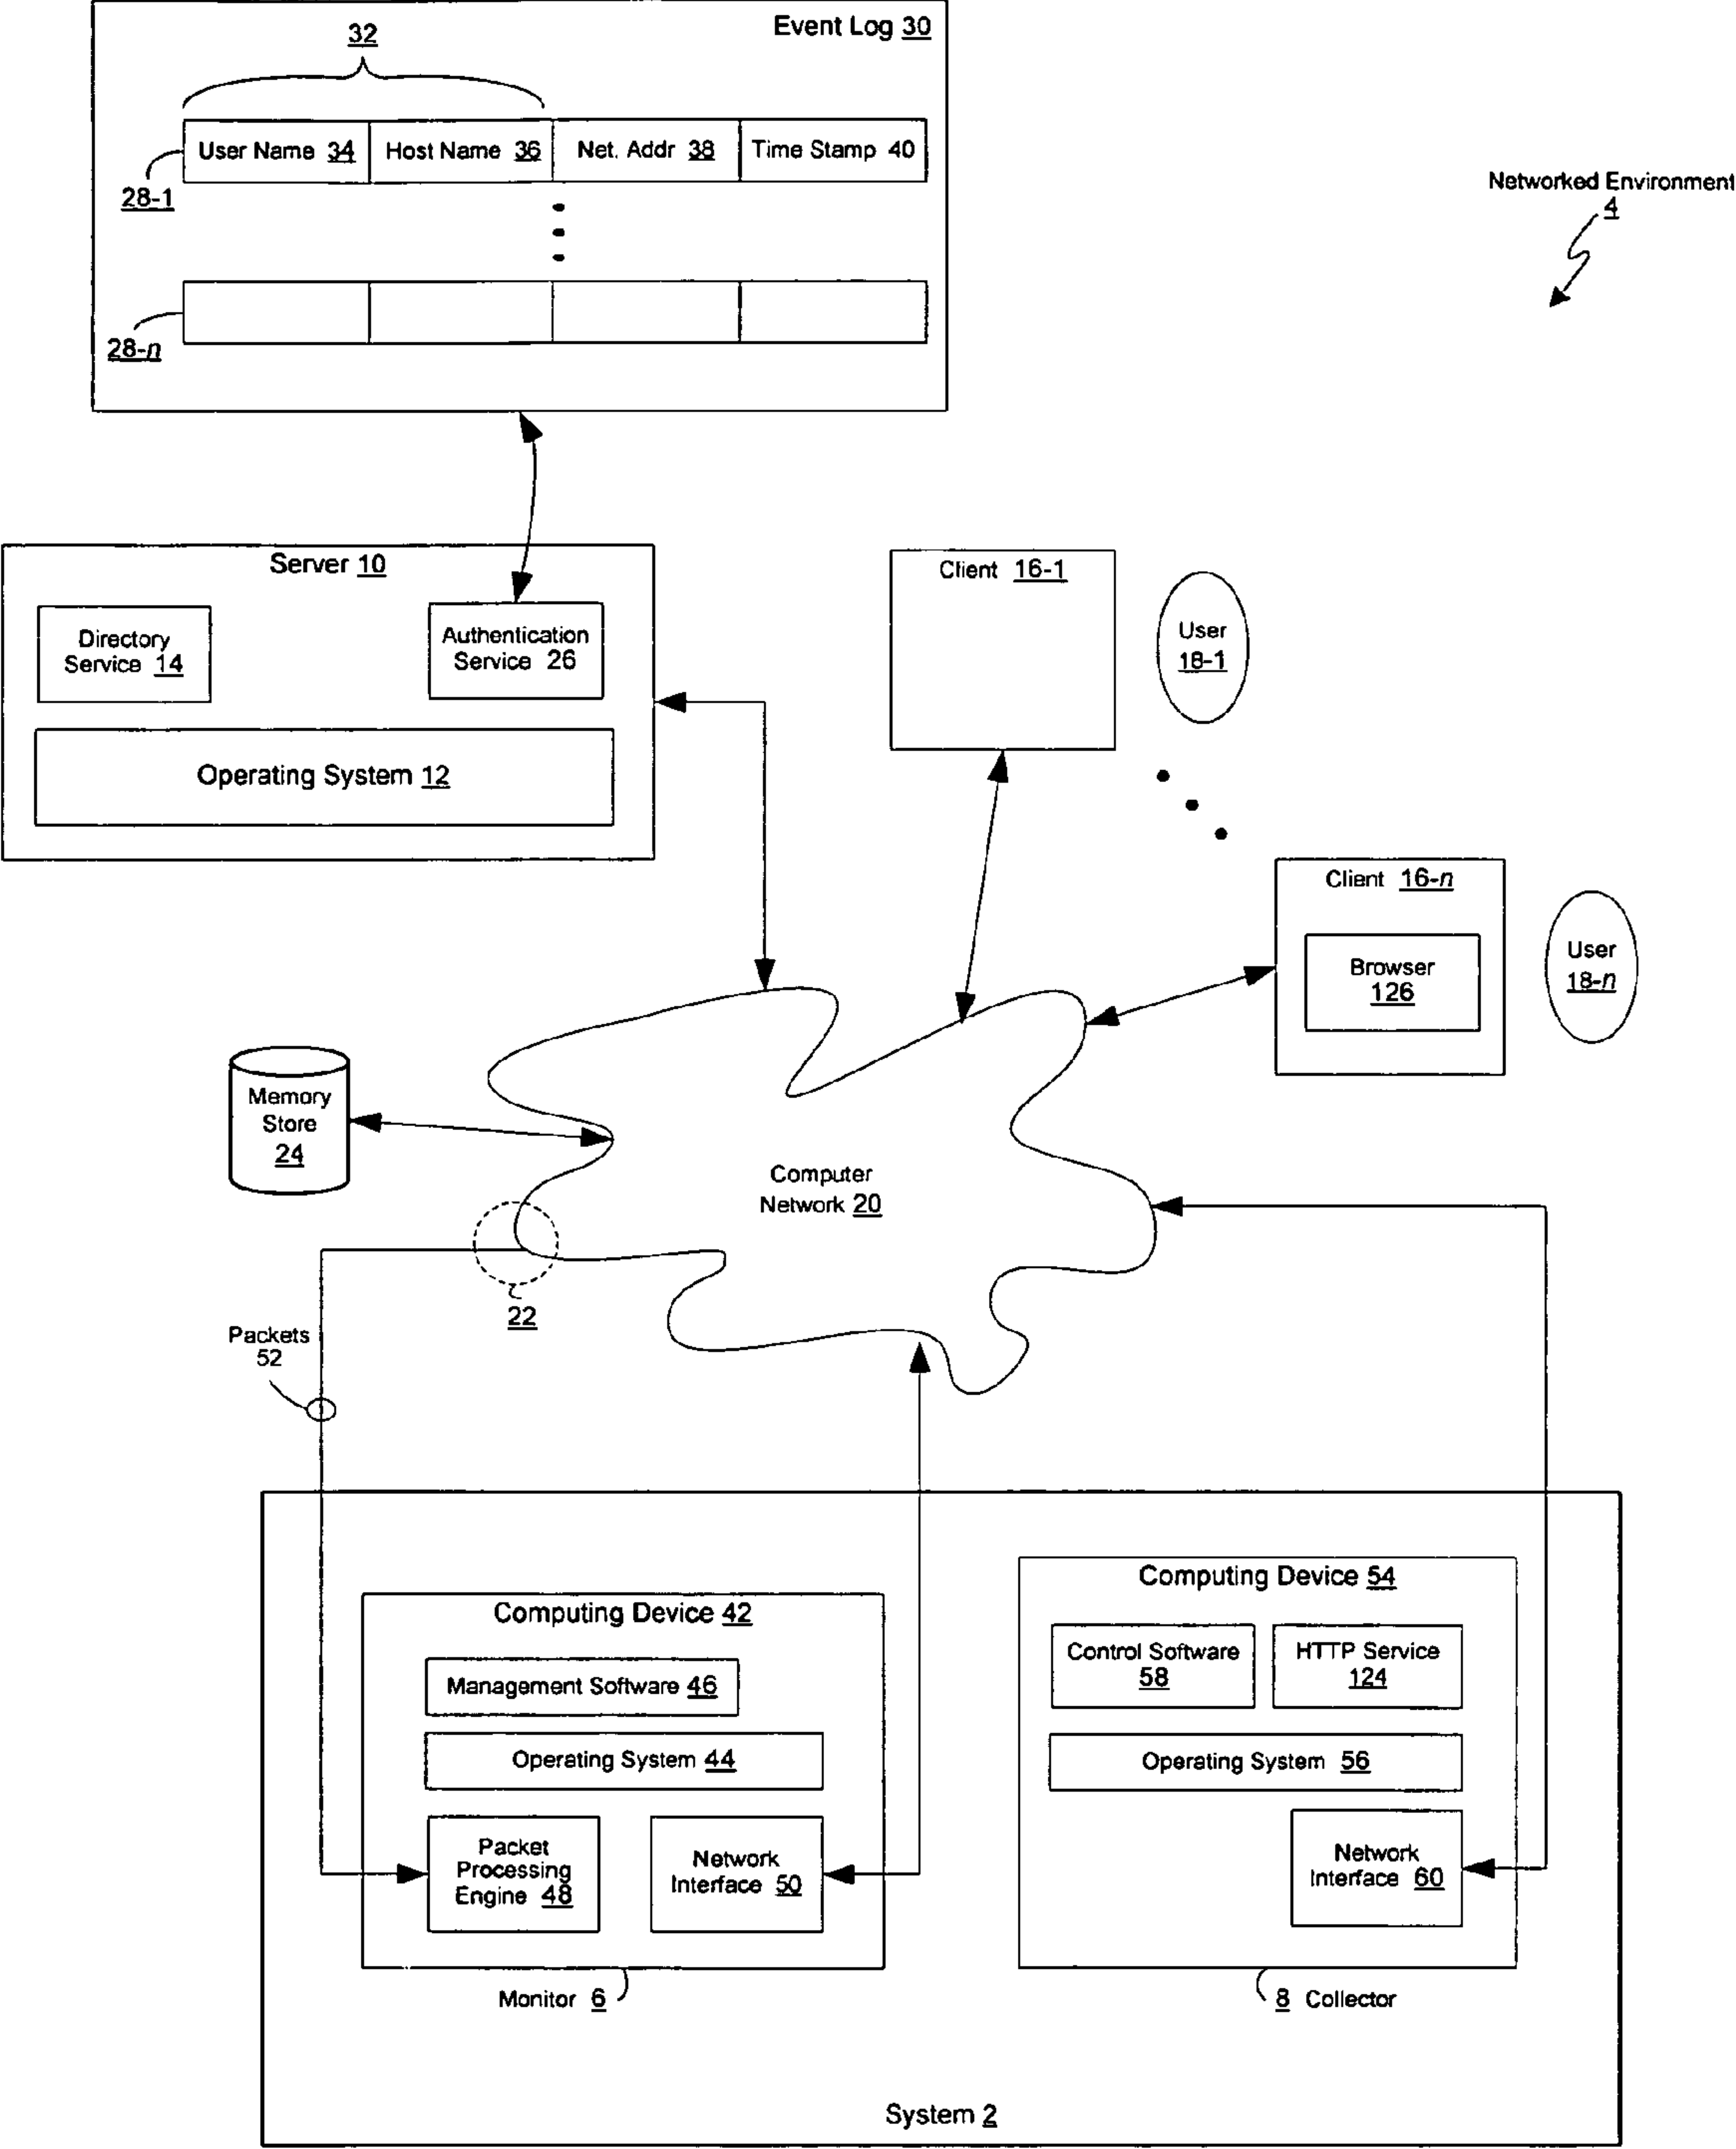 Event Log 30
32
User Name 34 Host Name 36 Net. Addr 38 Time Stamp 40
28-1
28-n
Networked Environment
4
Server 10
Directory
Service 14
Authentication
Service 26
Operating System 12
Client 16-1
User
18-1
Client 16-n
Browser
126
User
18-n
Memory
Store
24
Computer
Network 20
22
Packets
52
Computing Device 42
Management Software 46
Operating System 44
Packet
Processing
Engine 48
Network
Interface 50
Monitor 6
Computing Device 54
Control Software
58
HTTP Service
124
Operating System 56
Network
Interface 60
8 Collector
System 2